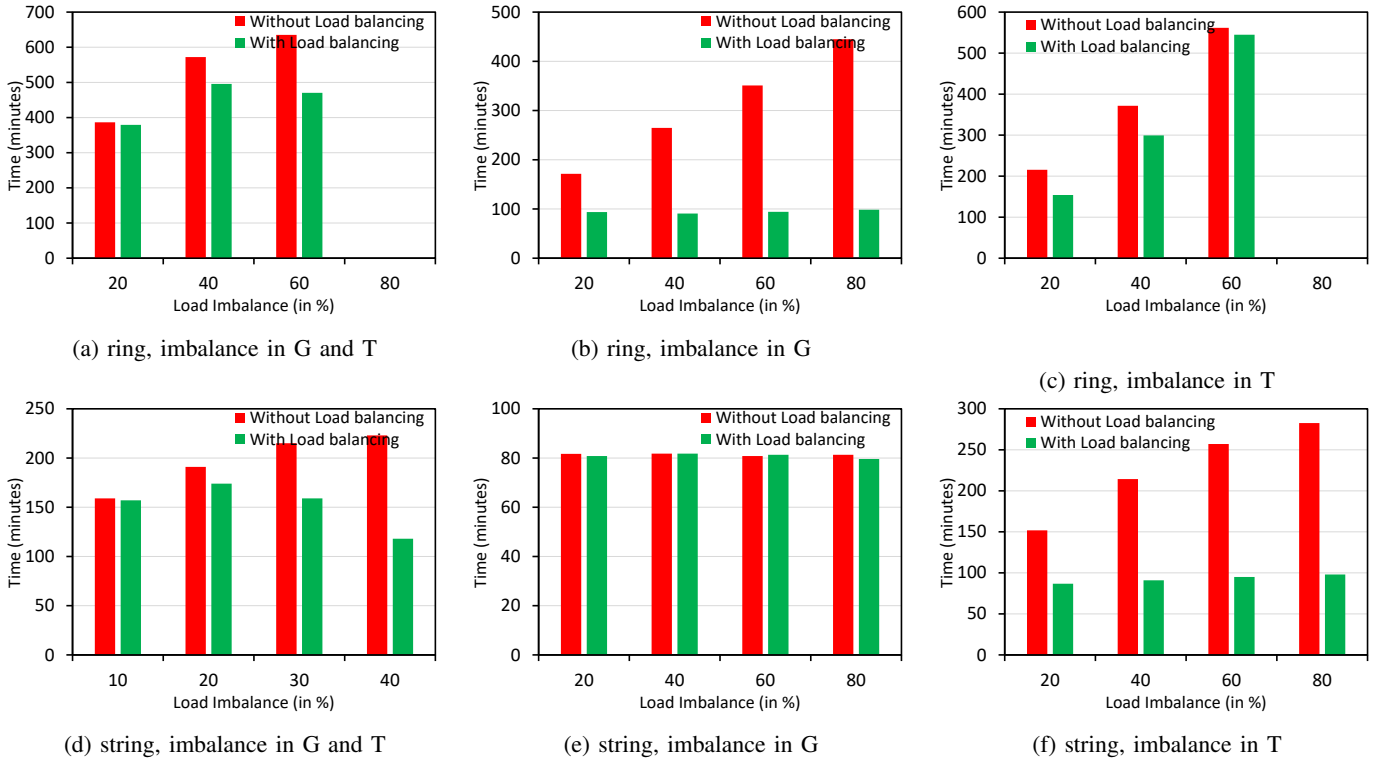 Without Load balancing
With Load balancing
Time (minutes)
700
600
500
400
300
200
100
0
20 40 60 80
Load Imbalance (in %)
(a) ring, imbalance in G and T
Without Load balancing
With Load balancing
Time (minutes)
500
400
300
200
100
0
20 40 60 80
Load Imbalance (in %)
(b) ring, imbalance in G
Without Load balancing
With Load balancing
Time (minutes)
600
500
400
300
200
100
0
20 40 60 80
Load Imbalance (in %)
(c) ring, imbalance in T
Without Load balancing
With Load balancing
Time (minutes)
250
200
150
100
50
0
10 20 30 40
Load Imbalance (in %)
(d) string, imbalance in G and T
Without Load balancing
With Load balancing
Time (minutes)
100
80
60
40
20
0
20 40 60 80
Load Imbalance (in %)
(e) string, imbalance in G
Without Load balancing
With Load balancing
Time (minutes)
300
250
200
150
100
50
0
20 40 60 80
Load Imbalance (in %)
(f) string, imbalance in T